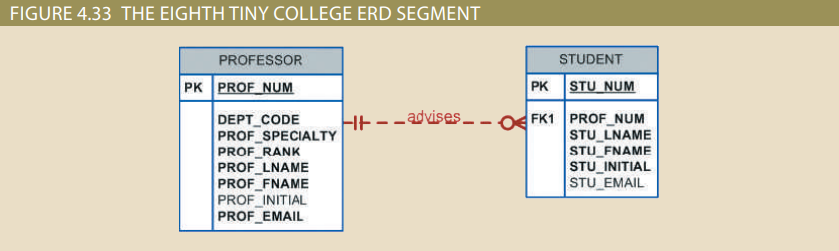 FIGURE 4.33 THE EIGHTH TINY COLLEGE ERD SEGMENT
PROFESSOR
PK PROF_NUM
DEPT_CODE
PROF_SPECIALTY
PROF_RANK
PROF_LNAME
PROF_FNAME
PROF_INITIAL
PROF_EMAIL
advises
STUDENT
PK STU_NUM
FK1 PROF_NUM
STU_LNAME
STU_FNAME
STU_INITIAL
STU_EMAIL